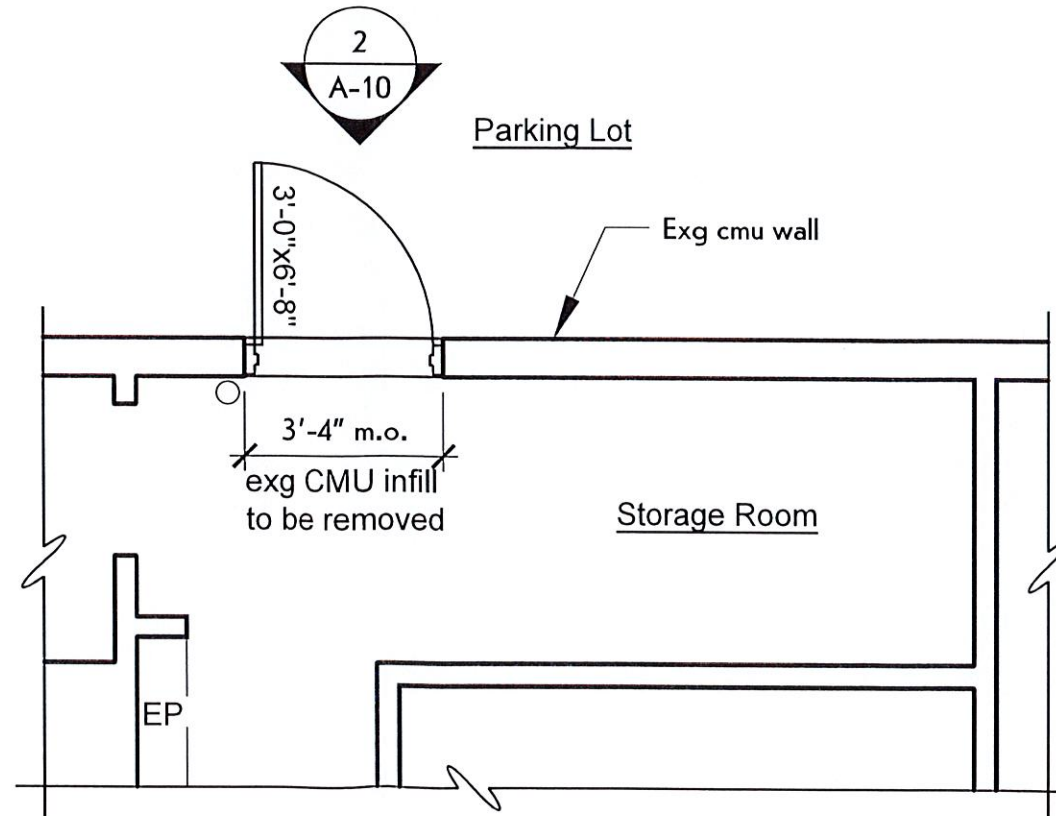 2
A-10
Parking Lot
3'-0"x6'-8"
Exg cmu wall
3'-4" m.o.
exg CMU infill
to be removed
Storage Room
EP